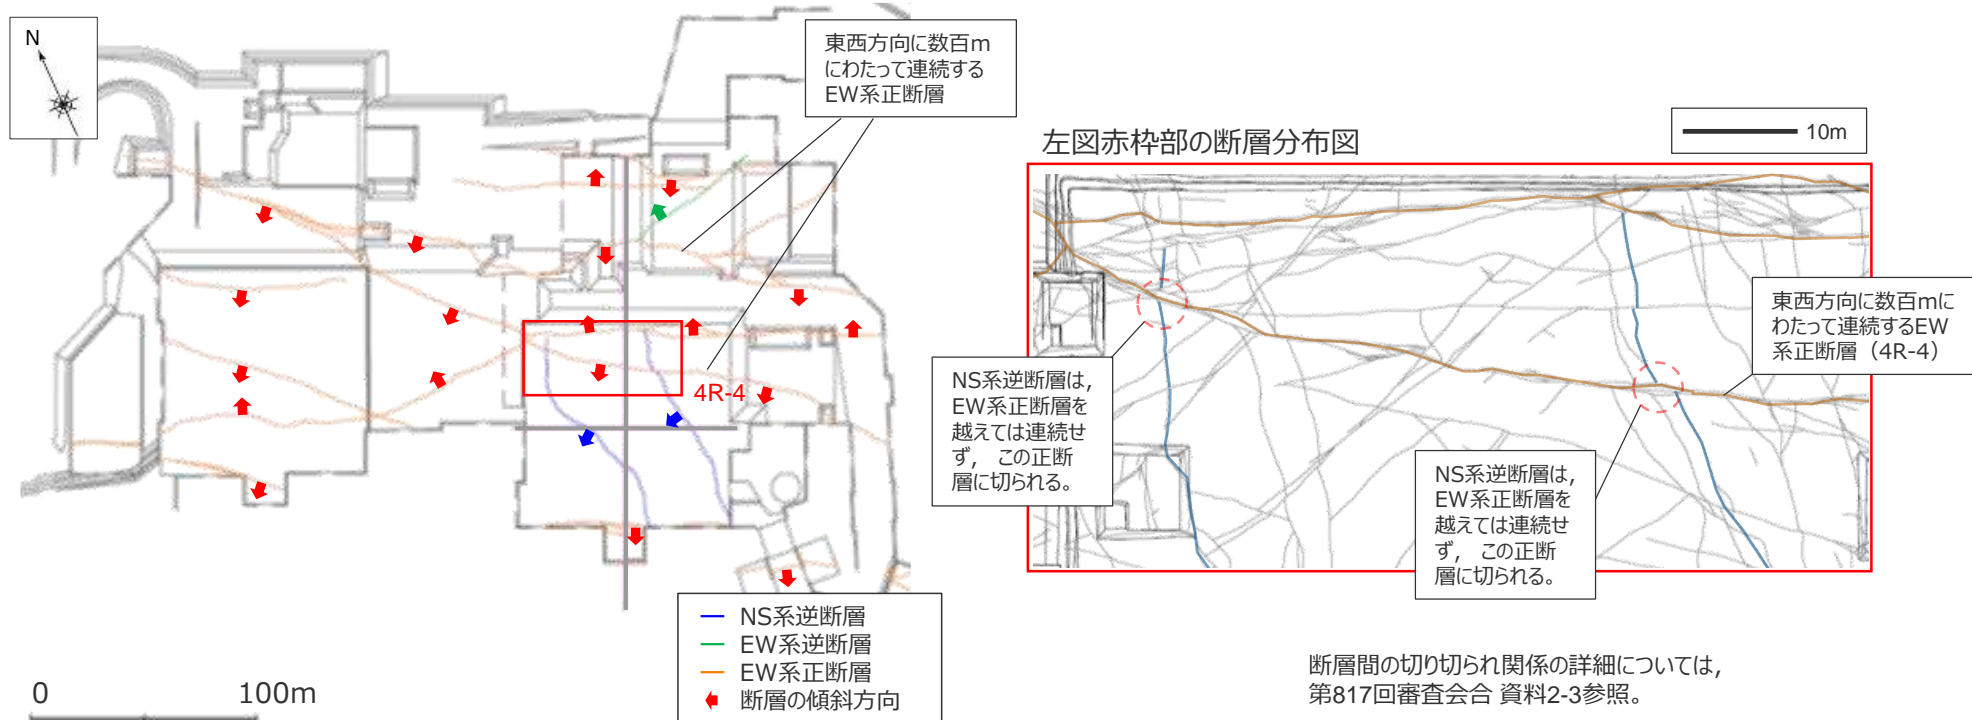 N
東西方向に数百m
にわたって連続する
EW系正断層
4R-4
NS系逆断層
EW系逆断層
EW系正断層
断層の傾斜方向
0 100m
左図赤枠部の断層分布図
10m
東西方向に数百mに
わたって連続するEW
系正断層（4R-4）
NS系逆断層は,
EW系正断層を
越えては連続せ
ず, この正断
層に切られる。
NS系逆断層は,
EW系正断層を
越えては連続せ
ず, この正断
層に切られる。
断層間の切り切られ関係の詳細については,
第817回審査会合 資料2-3参照。